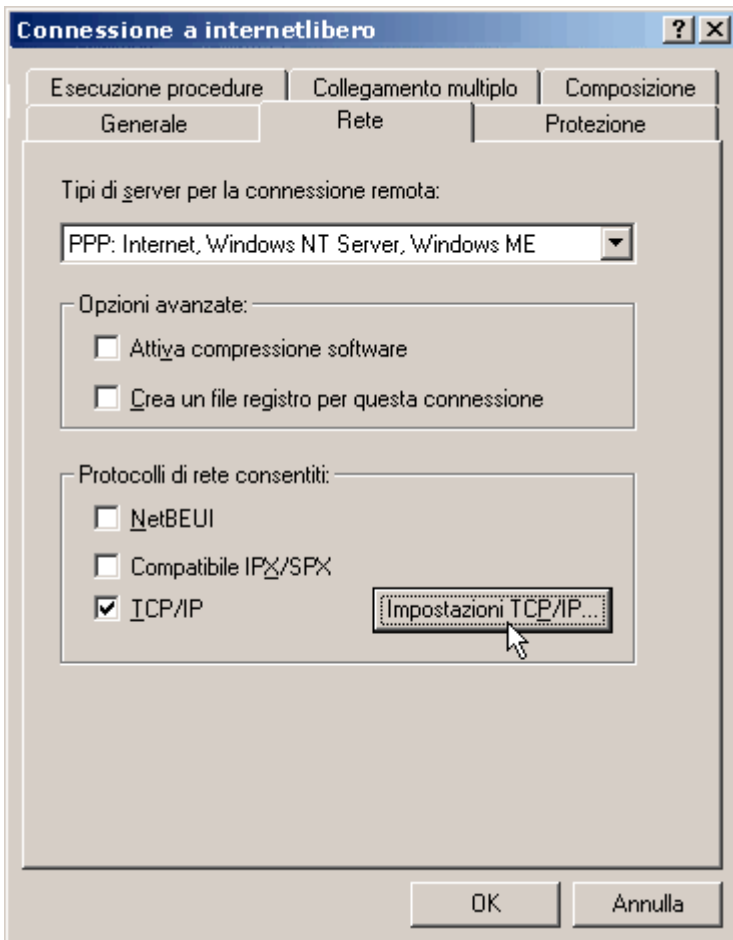 Connessione a internetlibero
Esecuzione procedure
Collegamento multiplo
Composizione
Generale
Rete
Protezione
Tipi di server per la connessione remota:
PPP: Internet, Windows NT Server, Windows ME
Opzioni avanzate:
Attiva compressione software
Crea un file registro per questa connessione
Protocolli di rete consentiti:
NetBEUI
Compatibile IPX/SPX
TCP/IP
Impostazioni TCP/IP...
OK
Annulla